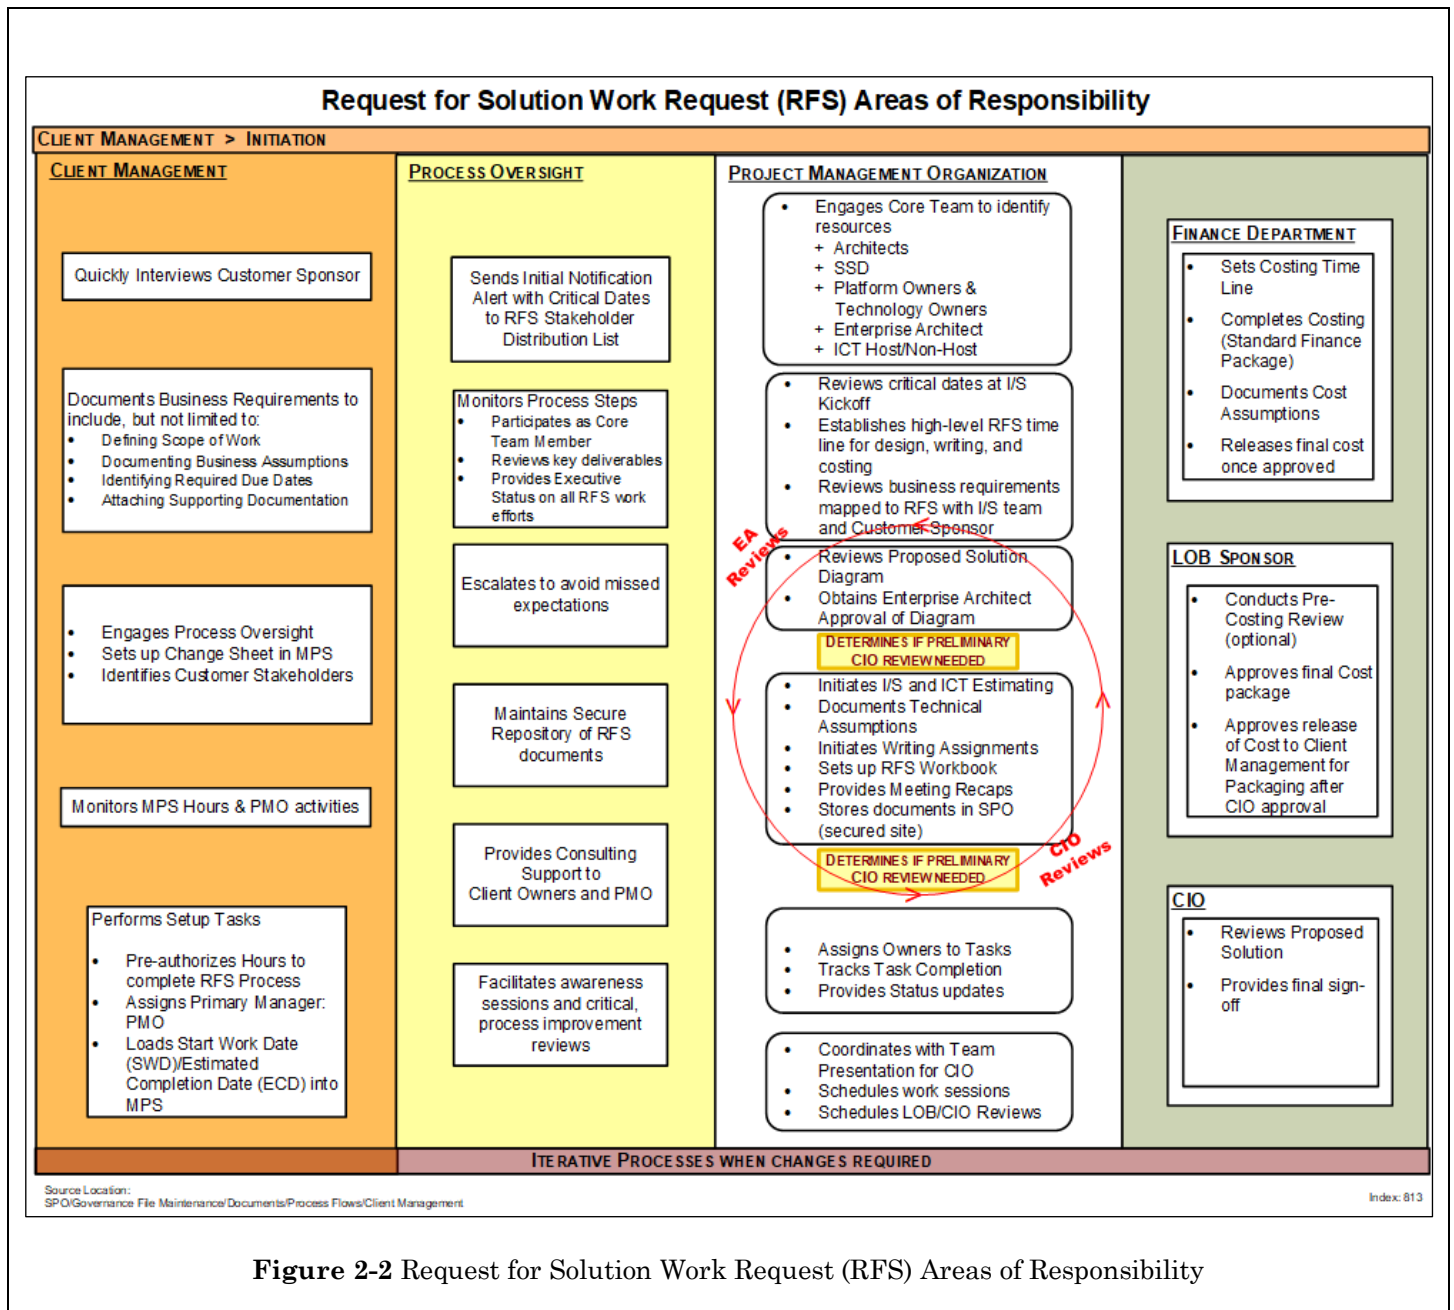 Request for Solution Work Request (RFS) Areas of Responsibility
CLIENT MANAGEMENT > INITIATION
CLIENT MANAGEMENT
Quickly Interviews Customer Sponsor
Documents Business Requirements to
include, but not limited to:
• Defining Scope of Work
• Documenting Business Assumptions
• Identifying Required Due Dates
• Attaching Supporting Documentation
• Engages Process Oversight
• Sets up Change Sheet in MPS
• Identifies Customer Stakeholders
Monitors MPS Hours & PMO activities
Performs Setup Tasks
• Pre-authorizes Hours to
complete RFS Process
• Assigns Primary Manager:
PMO
• Loads Start Work Date
(SWD)/Estimated
Completion Date (ECD) into
MPS
PROCESS OVERSIGHT
Sends Initial Notification
Alert with Critical Dates
to RFS Stakeholder
Distribution List
Monitors Process Steps
• Participates as Core
Team Member
• Reviews key deliverables
• Provides Executive
Status on all RFS work
efforts
Escalates to avoid missed
expectations
Maintains Secure
Repository of RFS
documents
Provides Consulting
Support to
Client Owners and PMO
Facilitates awareness
sessions and critical,
process improvement
reviews
PROJECT MANAGEMENT ORGANIZATION
• Engages Core Team to identify
resources
+ Architects
+ SSD
+ Platform Owners &
Technology Owners
+ Enterprise Architect
+ ICT Host/Non-Host
• Reviews critical dates at I/S
Kickoff
• Establishes high-level RFS time
line for design, writing, and
costing
• Reviews business requirements
mapped to RFS with I/S team
and Customer Sponsor
EA
Reviews
• Reviews Proposed Solution
Diagram
• Obtains Enterprise Architect
Approval of Diagram
DETERMINES IF PRELIMINARY
CIO REVIEW NEEDED
• Initiates I/S and ICT Estimating
• Documents Technical
Assumptions
• Initiates Writing Assignments
• Sets up RFS Workbook
• Provides Meeting Recaps
• Stores documents in SPO
(secured site)
CIO
Reviews
DETERMINES IF PRELIMINARY
CIO REVIEW NEEDED
• Assigns Owners to Tasks
• Tracks Task Completion
• Provides Status updates
• Coordinates with Team
Presentation for CIO
• Schedules work sessions
• Schedules LOB/CIO Reviews
FINANCE DEPARTMENT
• Sets Costing Time
Line
• Completes Costing
(Standard Finance
Package)
• Documents Cost
Assumptions
• Releases final cost
once approved
LOB SPONSOR
• Conducts Pre-
Costing Review
(optional)
• Approves final Cost
package
• Approves release
of Cost to Client
Management for
Packaging after
CIO approval
CIO
• Reviews Proposed
Solution
• Provides final sign-
off
ITERATIVE PROCESSES WHEN CHANGES REQUIRED
Source Location:
SPO/Governance File Maintenance/Documents/Process Flows/Client Management
Index: 813
Figure 2-2 Request for Solution Work Request (RFS) Areas of Responsibility